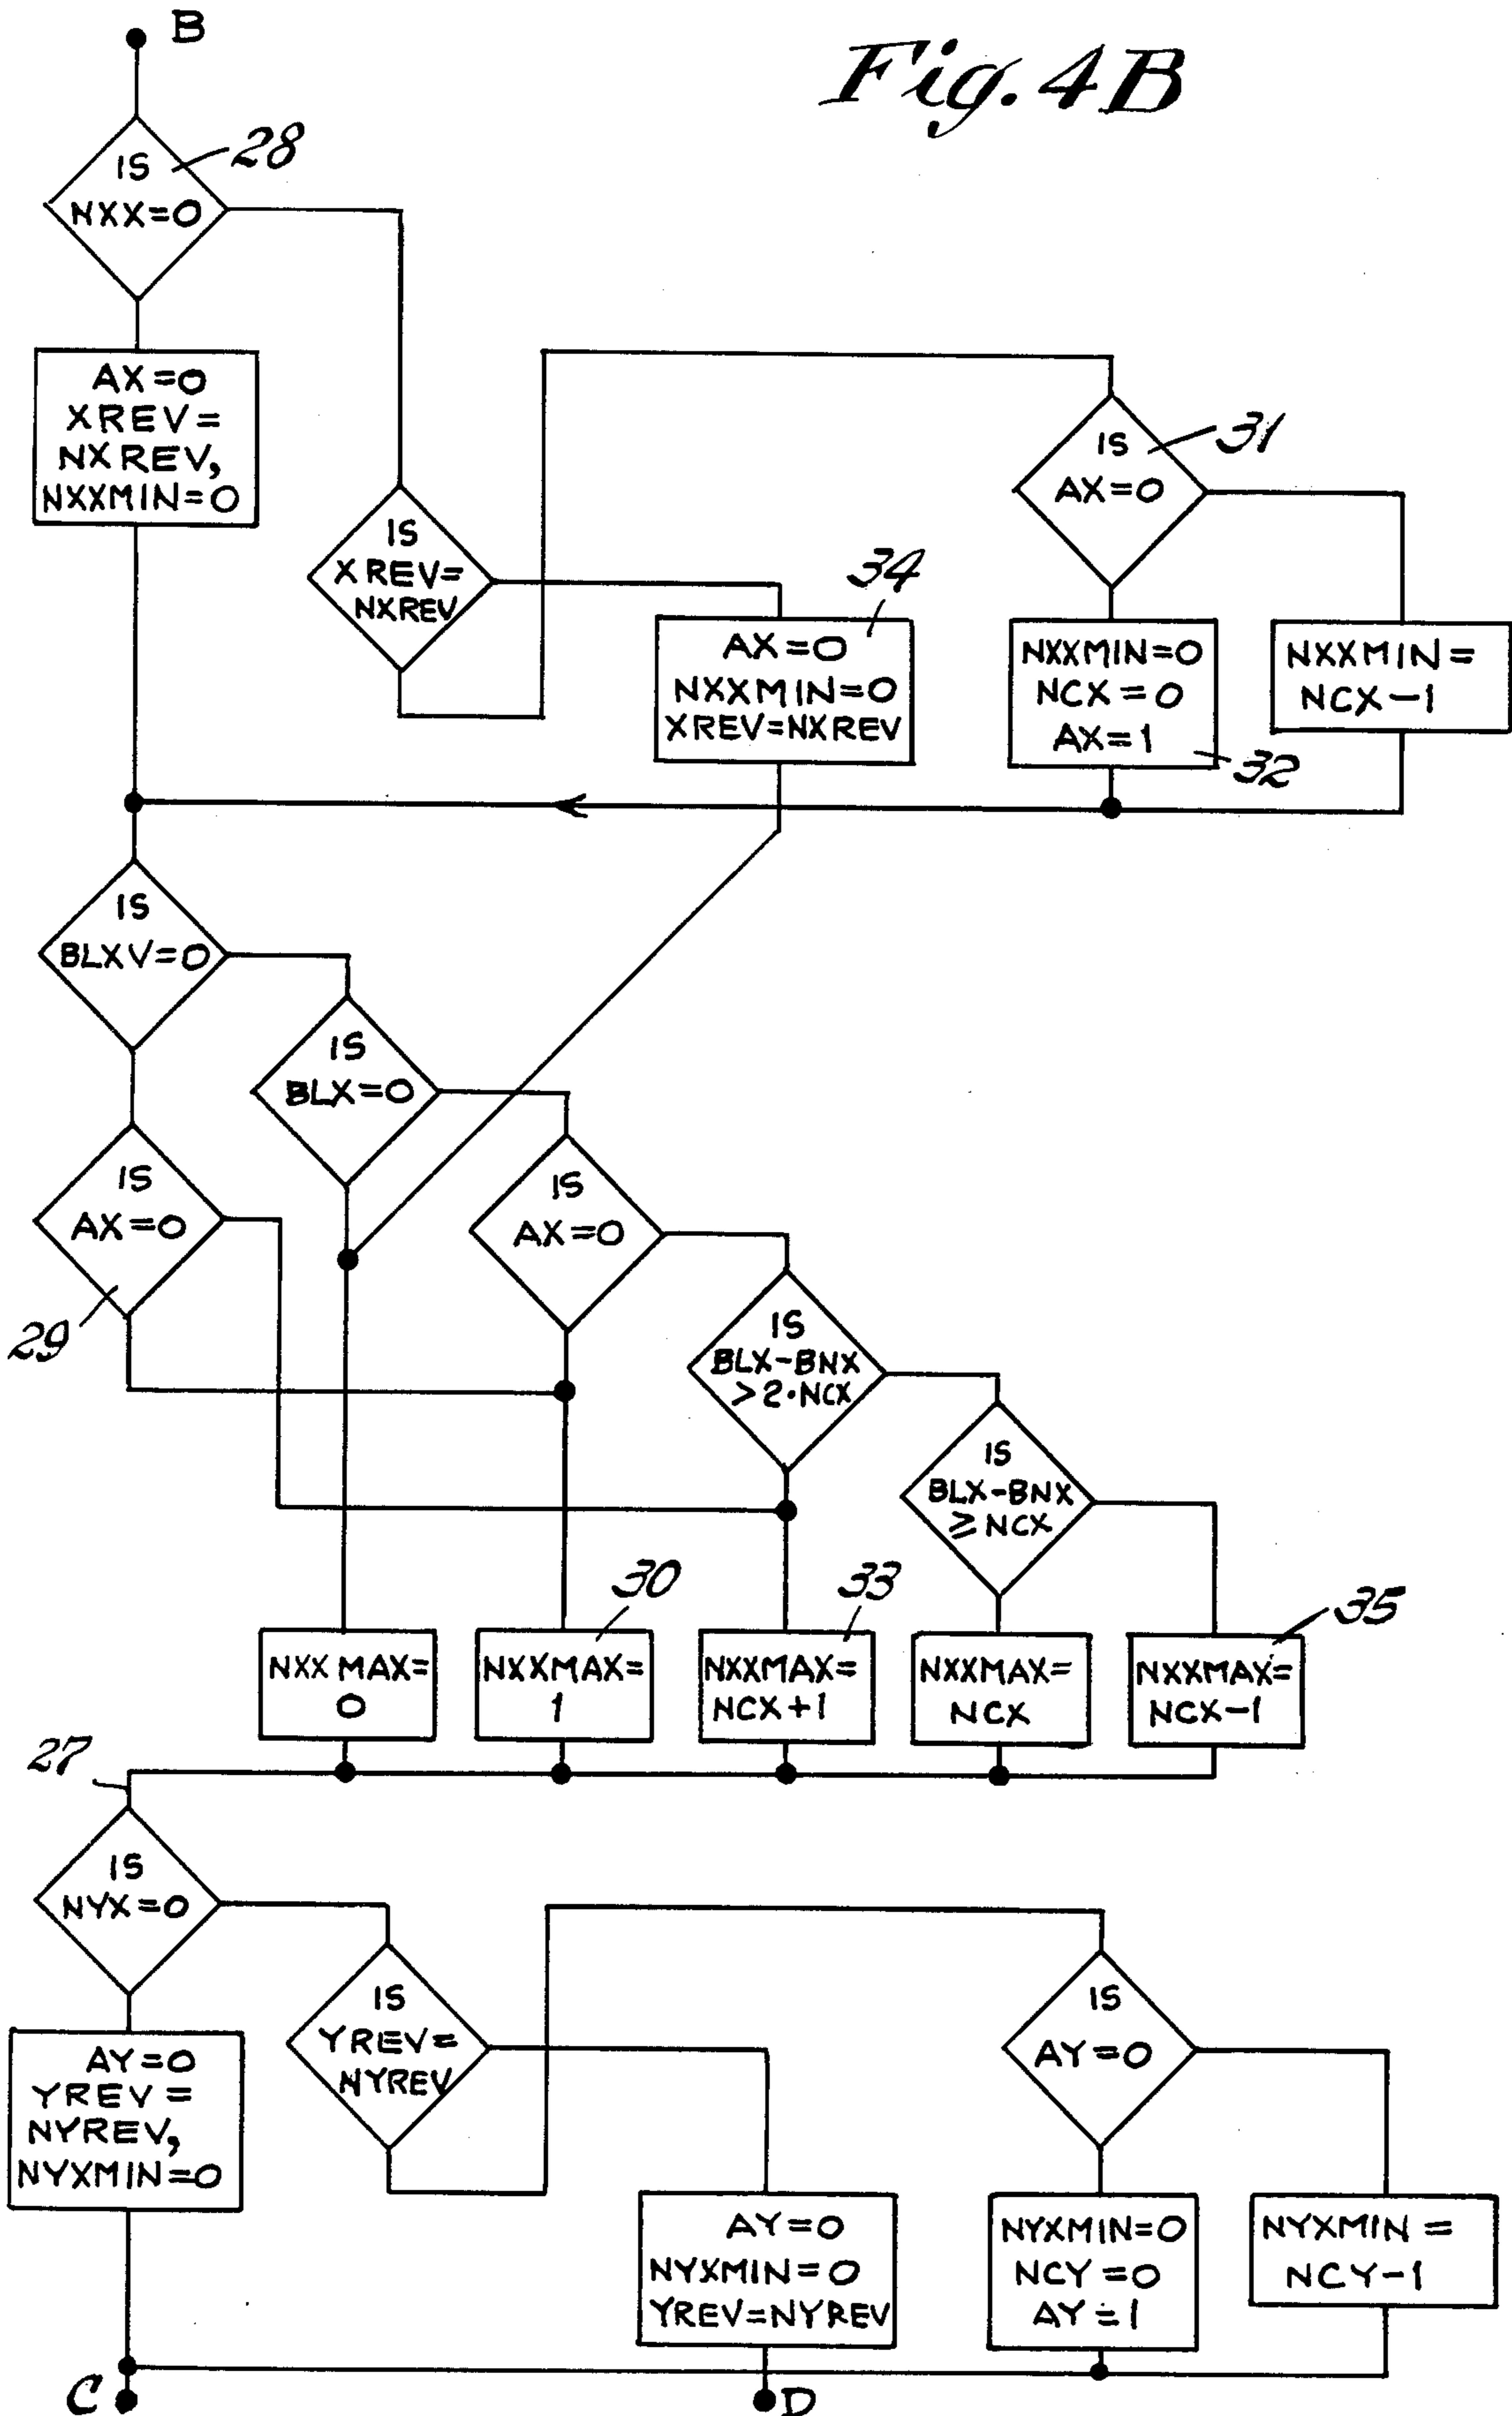 B
Fig. 4B
28
IS
NXX=0
AX=0
XREV=
NXREV,
NXXMIN=0
IS
XREV=
NXREV
34
AX=0
NXXMIN=0
XREV=NXREV
IS
AX=0
31
NXXMIN=0
NCX=0
AX=1
32
NXXMIN=
NCX-1
IS
BLXV=0
IS
BLX=0
IS
AX=0
29
IS
AX=0
IS
BLX-BNX
>2·NCX
IS
BLX-BNX
≥NCX
NXXMAX=
0
30
NXXMAX=
1
33
NXXMAX=
NCX+1
NXXMAX=
NCX
35
NXXMAX=
NCX-1
27
IS
NYX=0
AY=0
YREV=
NYREV,
NYXMIN=0
IS
YREV=
NYREV
AY=0
NYXMIN=0
YREV=NYREV
IS
AY=0
NYXMIN=0
NCY=0
AY=1
NYXMIN=
NCY-1
C
D